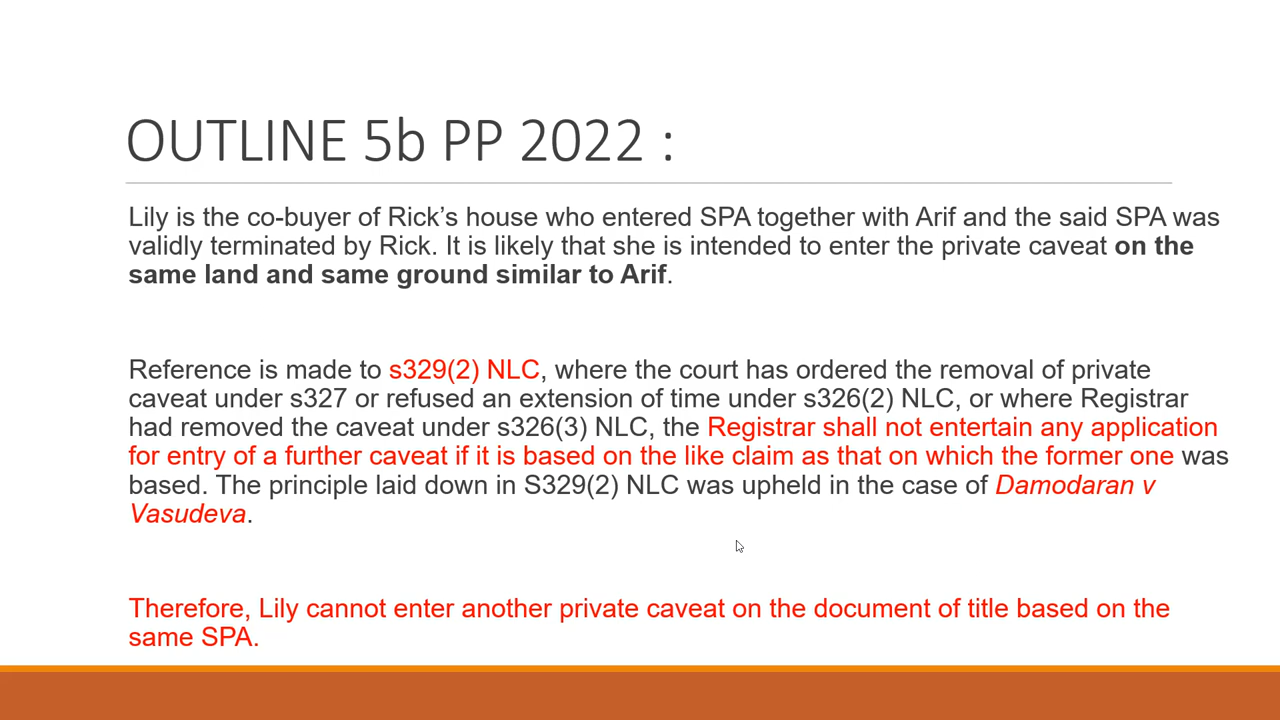 OUTLINE 5b PP 2022 :
Lily is the co-buyer of Rick’s house who entered SPA together with Arif and the said SPA was
validly terminated by Rick. It is likely that she is intended to enter the private caveat on the
same land and same ground similar to Arif.
Reference is made to s329(2) NLC, where the court has ordered the removal of private
caveat under s327 or refused an extension of time under s326(2) NLC, or where Registrar
had removed the caveat under s326(3) NLC, the Registrar shall not entertain any application
for entry of a further caveat if it is based on the like claim as that on which the former one was
based. The principle laid down in S329(2) NLC was upheld in the case of Damodaran v
Vasudeva.
Therefore, Lily cannot enter another private caveat on the document of title based on the
same SPA.